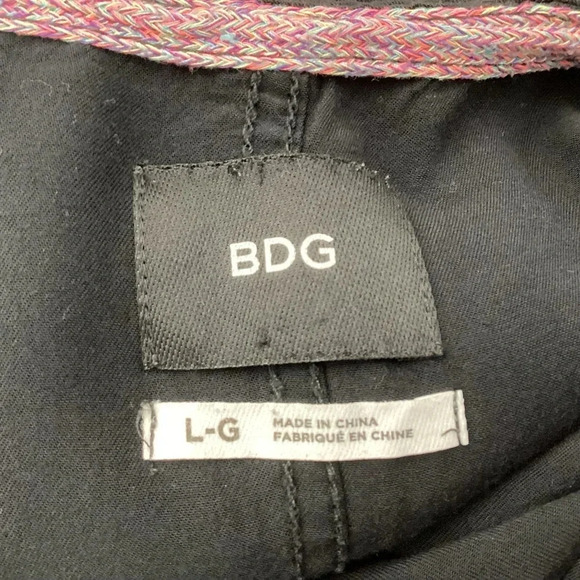 BDG
L-G
MADE IN CHINA
FABRIQUÉ EN CHINE